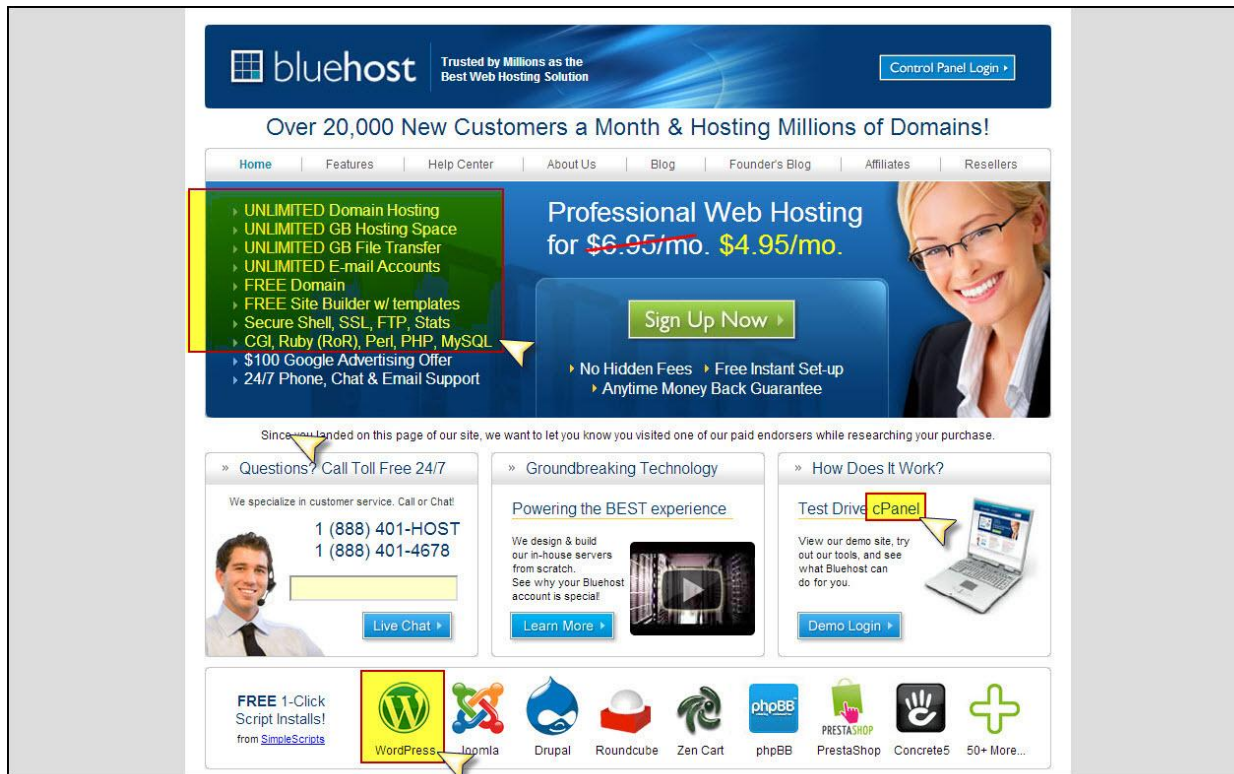 bluehost
Trusted by Millions as the
Best Web Hosting Solution
Control Panel Login
Over 20,000 New Customers a Month & Hosting Millions of Domains!
Home Features Help Center About Us Blog Founder's Blog Affiliates Resellers
UNLIMITED Domain Hosting
UNLIMITED GB Hosting Space
UNLIMITED GB File Transfer
UNLIMITED E-mail Accounts
FREE Domain
FREE Site Builder w/ templates
Secure Shell, SSL, FTP, Stats
CGI, Ruby (RoR), Perl, PHP, MySQL
$100 Google Advertising Offer
24/7 Phone, Chat & Email Support
Professional Web Hosting
for $6.95/mo. $4.95/mo.
Sign Up Now
No Hidden Fees Free Instant Set-up
Anytime Money Back Guarantee
Since you landed on this page of our site, we want to let you know you visited one of our paid endorsers while researching your purchase.
» Questions? Call Toll Free 24/7
We specialize in customer service. Call or Chat!
1 (888) 401-HOST
1 (888) 401-4678
Live Chat
» Groundbreaking Technology
Powering the BEST experience
We design & build
our in-house servers
from scratch.
See why your Bluehost
account is special!
Learn More
» How Does It Work?
Test Drive cPanel
View our demo site, try
out our tools, and see
what Bluehost can
do for you.
Demo Login
FREE 1-Click
Script Installs!
from SimpleScripts
phpBB
PRESTASHOP
WordPress Joomla Drupal Roundcube Zen Cart phpBB PrestaShop Concrete5 50+ More...